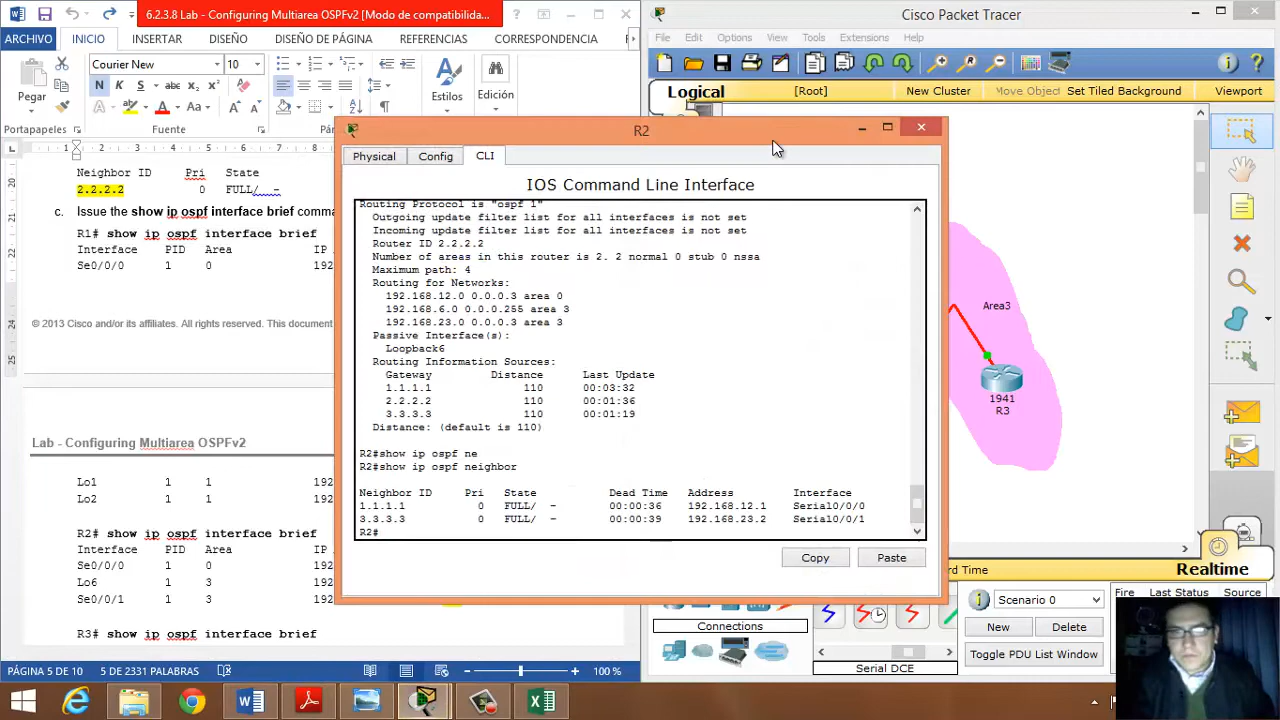 6.2.3.8 Lab - Configuring Multiarea OSPFv2 [Modo de compatibilida...
ARCHIVO INICIO INSERTAR DISEÑO DISEÑO DE PÁGINA REFERENCIAS CORRESPONDENCIA
Courier New 10
N K S abc x₂ x²
Pegar
Estilos
Edición
Portapapeles Fuente Párrafo
Neighbor ID Pri State
2.2.2.2 0 FULL/ -
c. Issue the show ip ospf interface brief comma
R1# show ip ospf interface brief
Interface PID Area IP
Se0/0/0 1 0 192
© 2013 Cisco and/or its affiliates. All rights reserved. This document
Lab - Configuring Multiarea OSPFv2
Lo1 1 1 192
Lo2 1 1 192
R2# show ip ospf interface brief
Interface PID Area IP
Se0/0/0 1 0 192
Lo6 1 3 192
Se0/0/1 1 3 192
R3# show ip ospf interface brief
PÁGINA 5 DE 10 5 DE 2331 PALABRAS 100 %
Cisco Packet Tracer
File Edit Options View Tools Extensions Help
Logical [Root] New Cluster Move Object Set Tiled Background Viewport
R2
Physical Config CLI
IOS Command Line Interface
Routing Protocol is "ospf 1"
Outgoing update filter list for all interfaces is not set
Incoming update filter list for all interfaces is not set
Router ID 2.2.2.2
Number of areas in this router is 2. 2 normal 0 stub 0 nssa
Maximum path: 4
Routing for Networks:
192.168.12.0 0.0.0.3 area 0
192.168.6.0 0.0.0.255 area 3
192.168.23.0 0.0.0.3 area 3
Passive Interface(s):
Loopback6
Routing Information Sources:
Gateway Distance Last Update
1.1.1.1 110 00:03:32
2.2.2.2 110 00:01:36
3.3.3.3 110 00:01:19
Distance: (default is 110)
R2#show ip ospf ne
R2#show ip ospf neighbor
Neighbor ID Pri State Dead Time Address Interface
1.1.1.1 0 FULL/ - 00:00:36 192.168.12.1 Serial0/0/0
3.3.3.3 0 FULL/ - 00:00:39 192.168.23.2 Serial0/0/1
R2#
Copy Paste
Area3
1941
R3
Time
Realtime
Connections
Serial DCE
Scenario 0
New Delete
Toggle PDU List Window
Fire Last Status Source